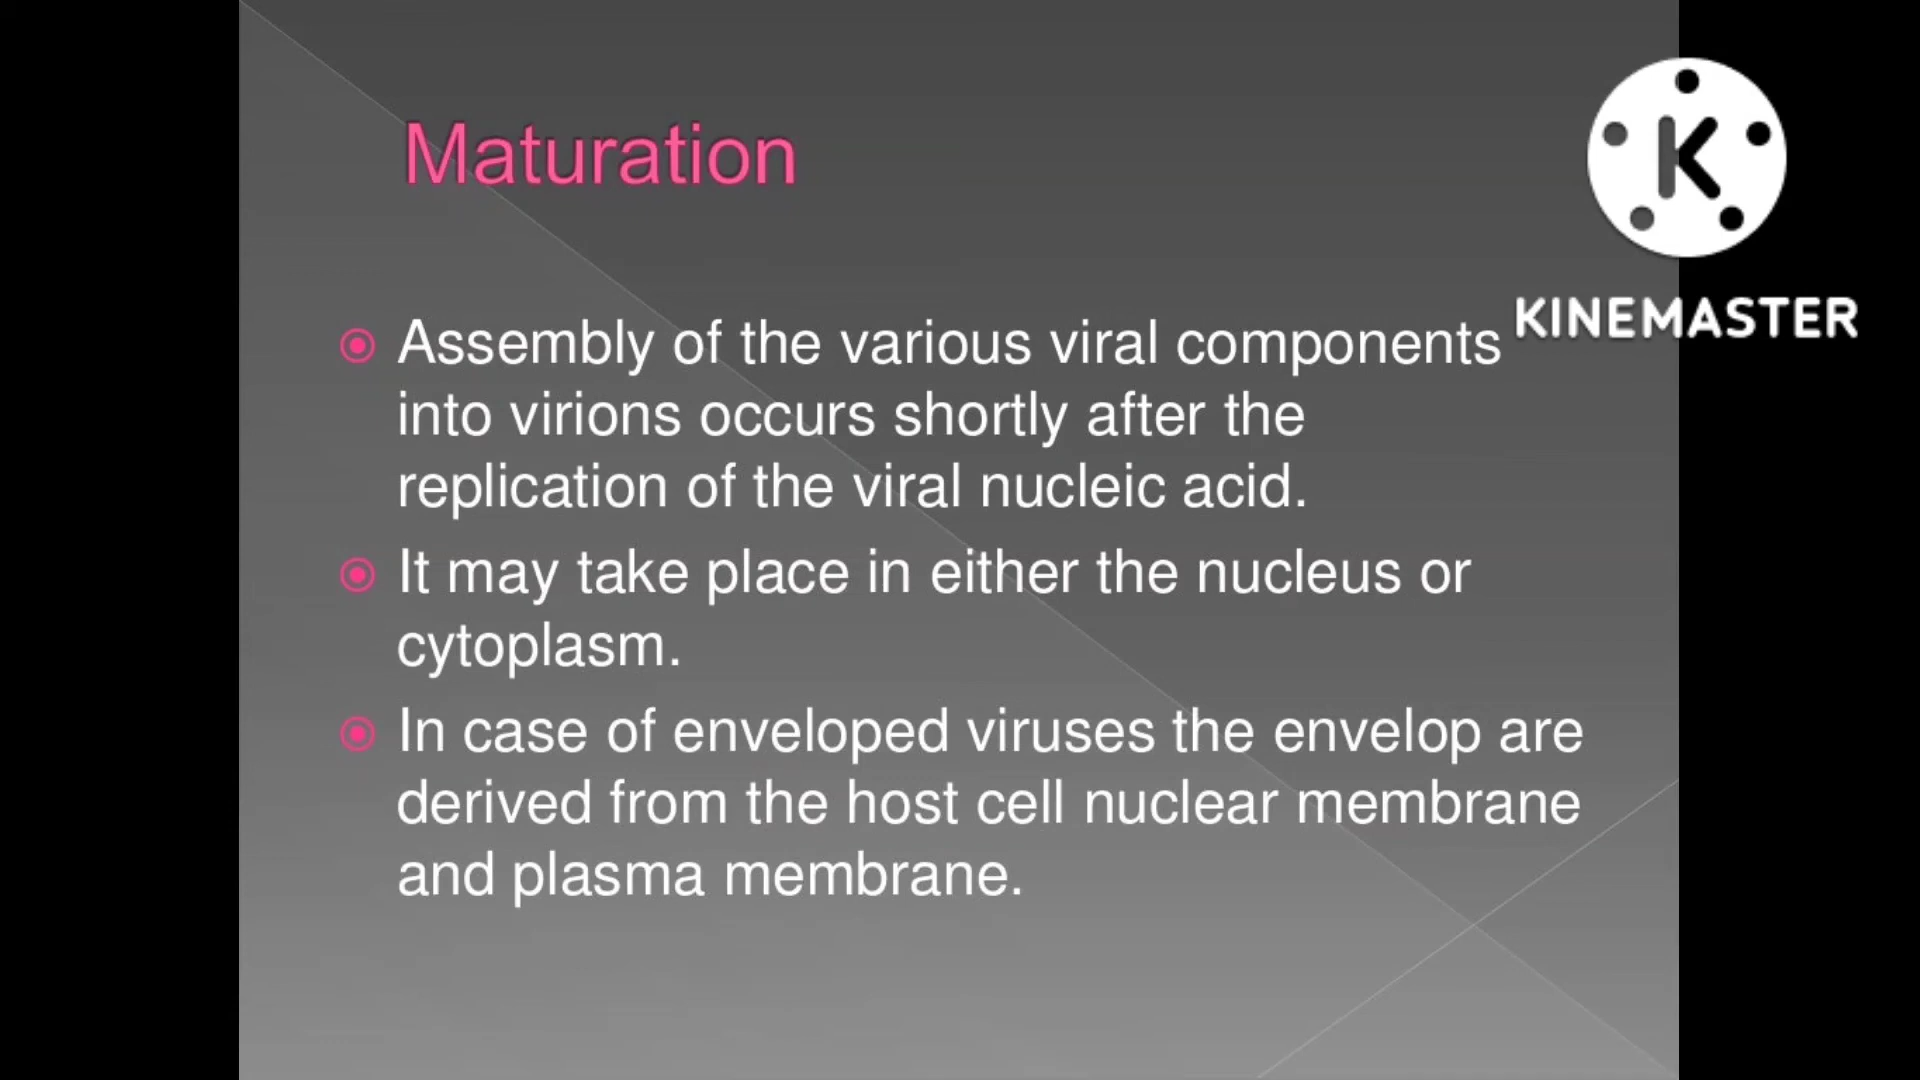 Maturation
K
KINEMASTER
Assembly of the various viral components
into virions occurs shortly after the
replication of the viral nucleic acid.
It may take place in either the nucleus or
cytoplasm.
In case of enveloped viruses the envelop are
derived from the host cell nuclear membrane
and plasma membrane.